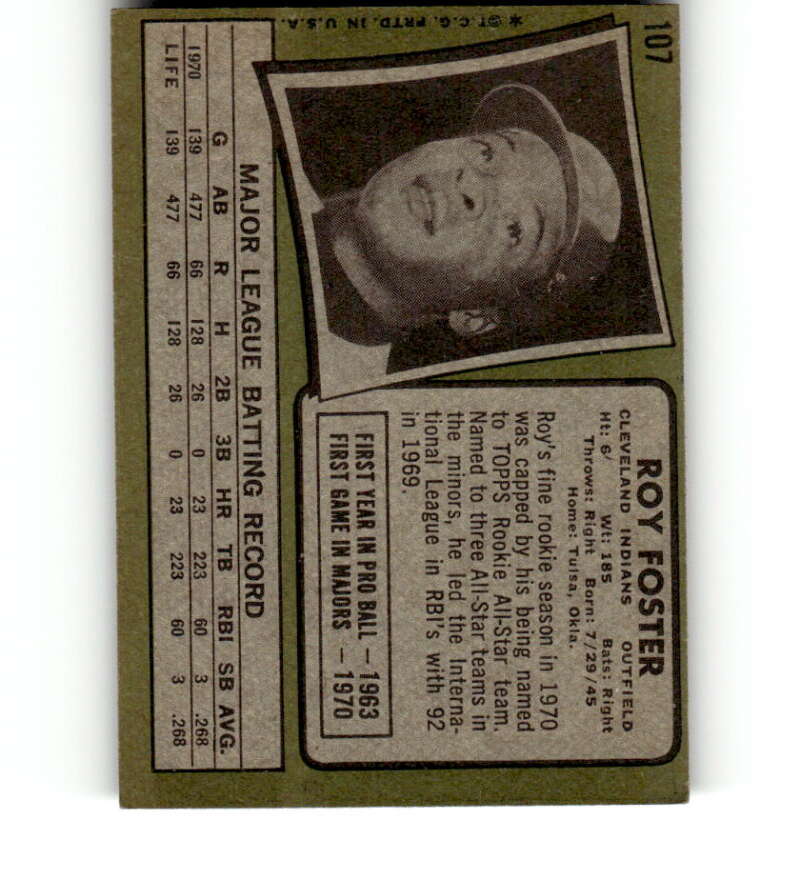 107
ROY FOSTER
CLEVELAND INDIANS OUTFIELD
Ht: 6' Wt: 185 Bats: Right
Throws: Right Born: 7/29/45
Home: Tulsa, Okla.
Roy's fine rookie season in 1970
was capped by his being named
to TOPPS Rookie All-Star team.
Named to three All-Star teams in
the minors, he led the Interna-
tional League in RBI's with 92
in 1969.
FIRST YEAR IN PRO BALL — 1963
FIRST GAME IN MAJORS — 1970
MAJOR LEAGUE BATTING RECORD
G AB R H 2B 3B HR TB RBI SB AVG.
1970 139 477 66 128 26 0 23 223 60 3 .268
LIFE 139 477 66 128 26 0 23 223 60 3 .268
* © T.C.G. PRTD. IN U.S.A.